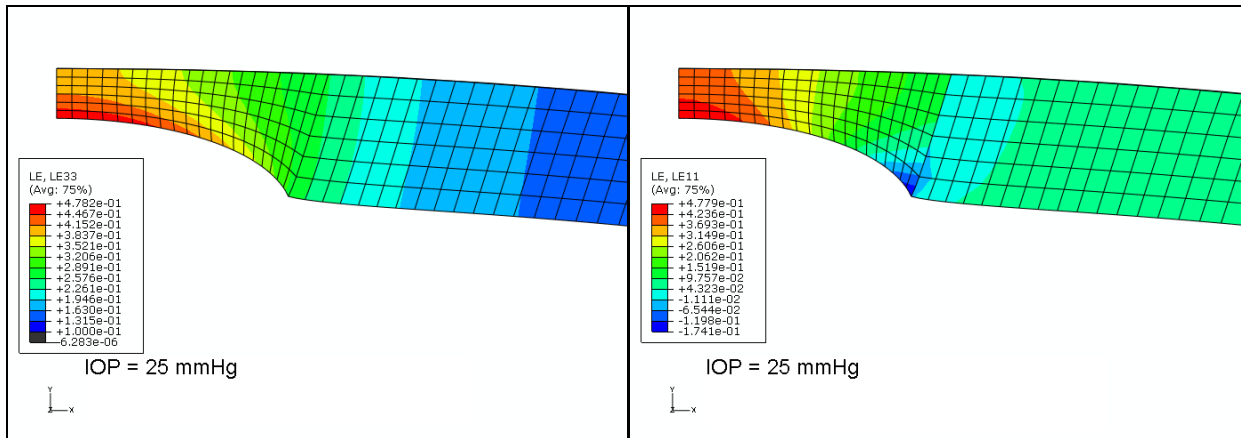 LE, LE33
(Avg: 75%)
+4.782e-01
+4.467e-01
+4.152e-01
+3.837e-01
+3.521e-01
+3.206e-01
+2.891e-01
+2.576e-01
+2.261e-01
+1.946e-01
+1.630e-01
+1.315e-01
+1.000e-01
-6.283e-06
IOP = 25 mmHg
Y
Z X
LE, LE11
(Avg: 75%)
+4.779e-01
+4.236e-01
+3.693e-01
+3.149e-01
+2.606e-01
+2.062e-01
+1.519e-01
+9.757e-02
+4.323e-02
-1.111e-02
-6.544e-02
-1.198e-01
-1.741e-01
IOP = 25 mmHg
Y
Z X